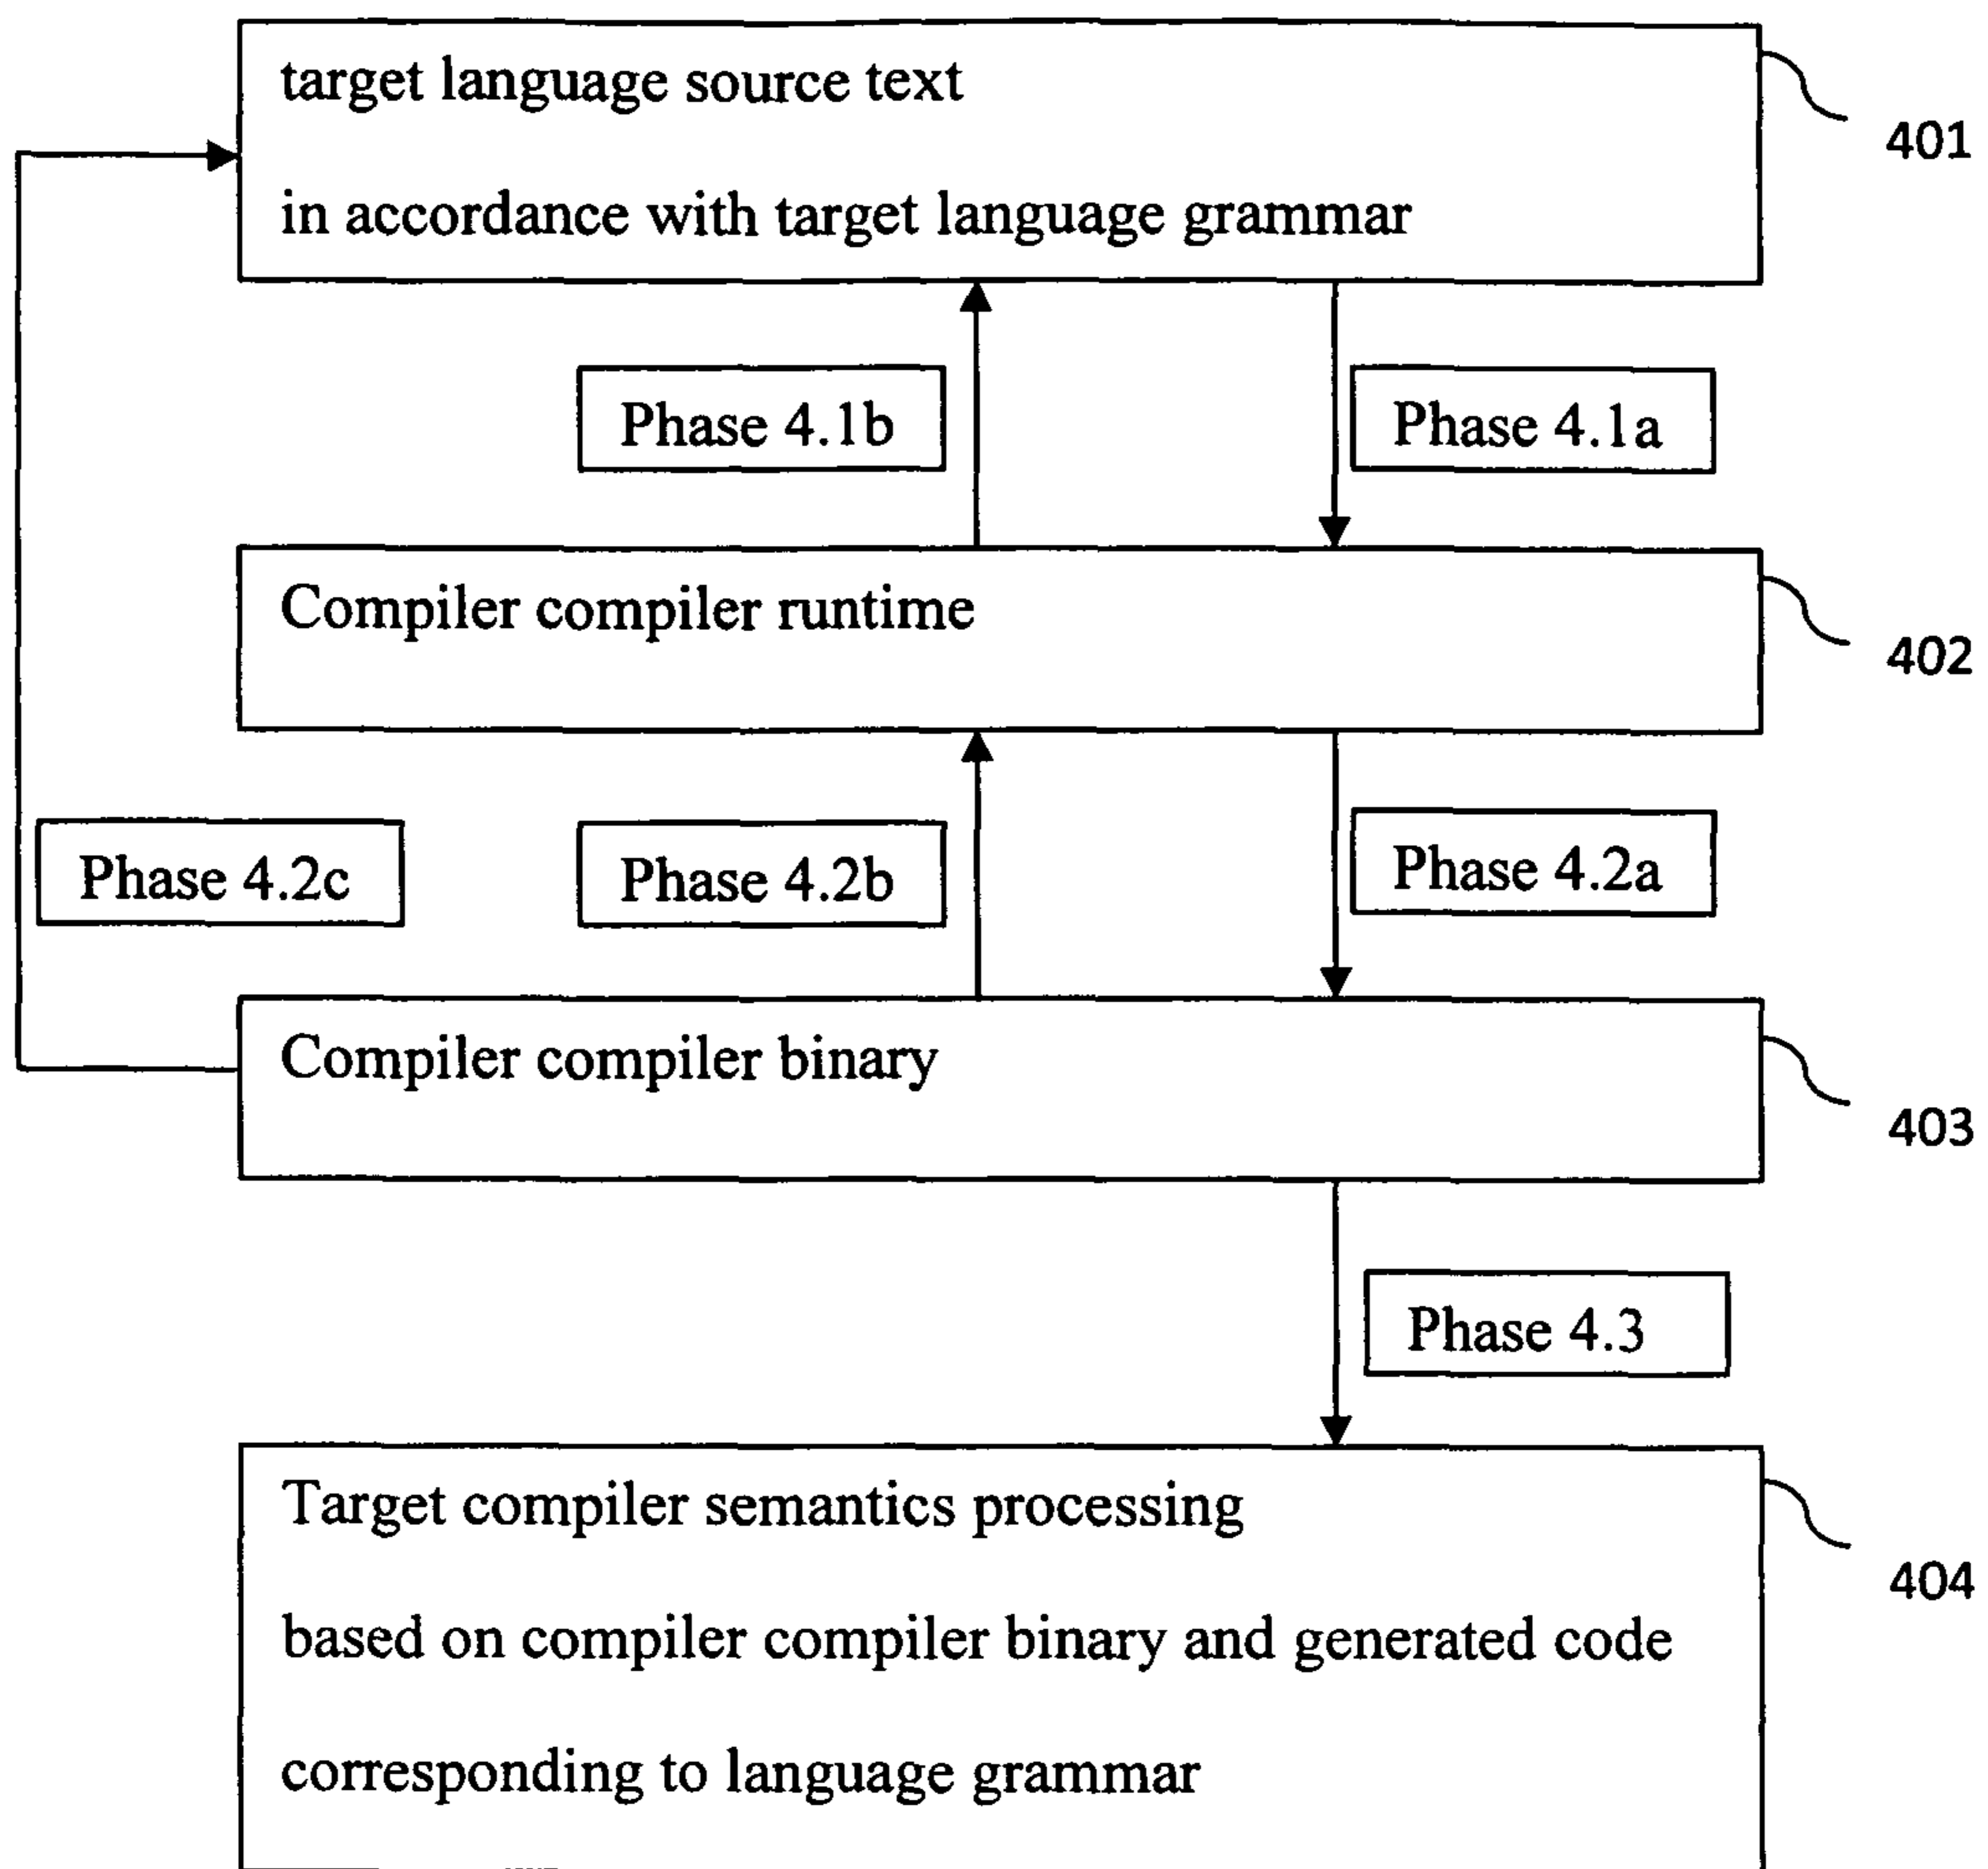 target language source text
in accordance with target language grammar
401
Phase 4.1b
Phase 4.1a
Compiler compiler runtime
402
Phase 4.2c
Phase 4.2b
Phase 4.2a
Compiler compiler binary
403
Phase 4.3
Target compiler semantics processing
404
based on compiler compiler binary and generated code
corresponding to language grammar